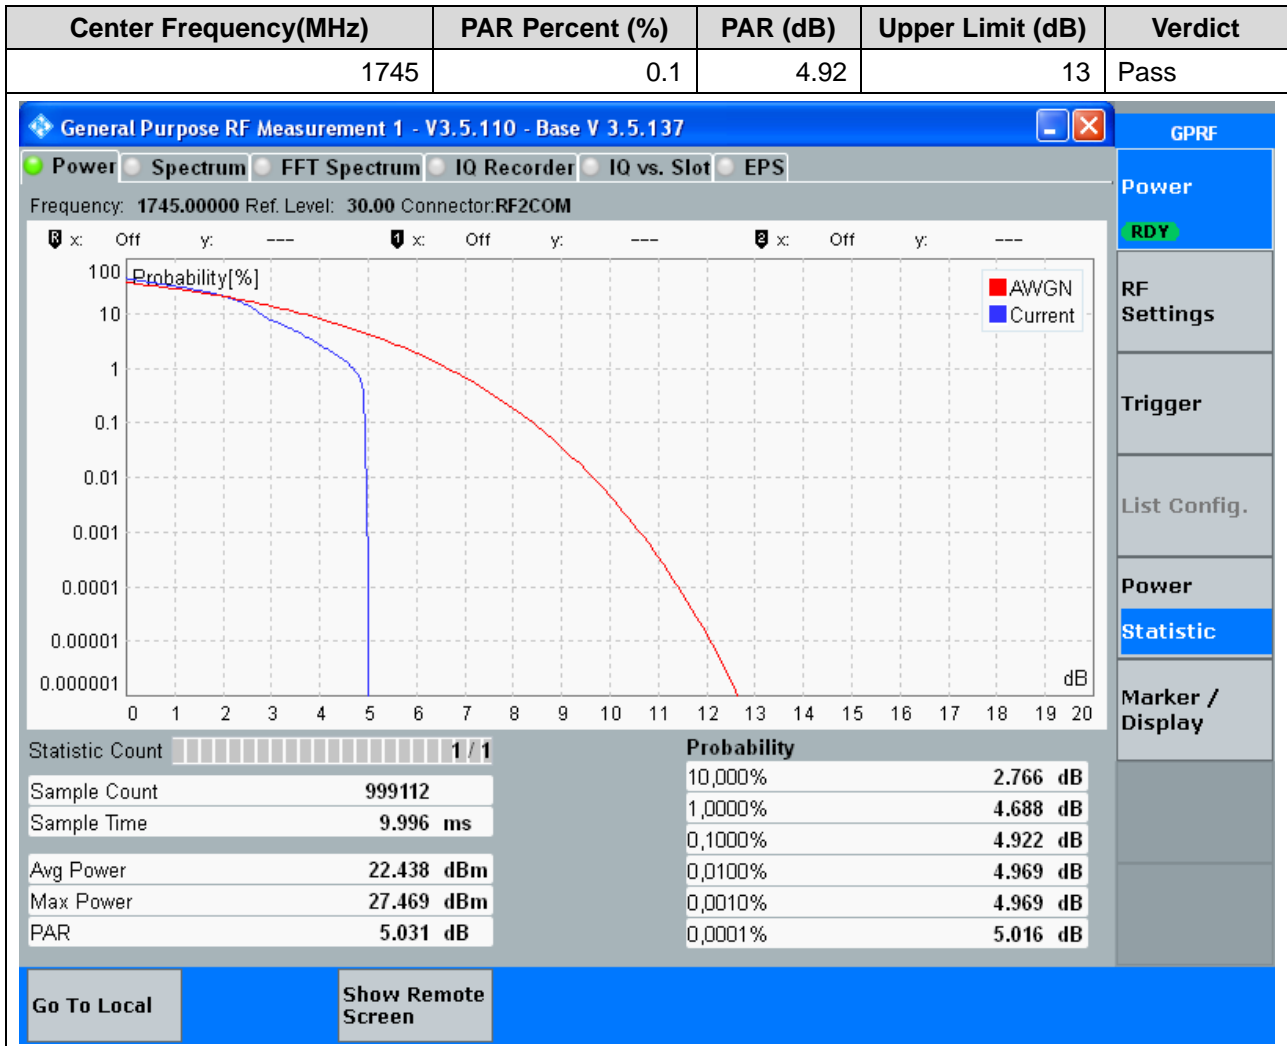 Center Frequency(MHz) PAR Percent (%) PAR (dB) Upper Limit (dB) Verdict
1745 0.1 4.92 13 Pass
General Purpose RF Measurement 1 - V3.5.110 - Base V 3.5.137
GPRF
Power Spectrum FFT Spectrum IQ Recorder IQ vs. Slot EPS
Frequency: 1745.00000 Ref. Level: 30.00 Connector:RF2COM
R x: Off y: --- 1 x: Off y: --- 2 x: Off y: ---
Probability[%]
100
10
1
0.1
0.01
0.001
0.0001
0.00001
0.000001
AWGN
Current
dB
0 1 2 3 4 5 6 7 8 9 10 11 12 13 14 15 16 17 18 19 20
Statistic Count 1 / 1
Sample Count 999112
Sample Time 9.996 ms
Avg Power 22.438 dBm
Max Power 27.469 dBm
PAR 5.031 dB
Probability
10,000% 2.766 dB
1,0000% 4.688 dB
0,1000% 4.922 dB
0,0100% 4.969 dB
0,0010% 4.969 dB
0,0001% 5.016 dB
Power
RDY
RF
Settings
Trigger
List Config.
Power
Statistic
Marker /
Display
Go To Local
Show Remote
Screen